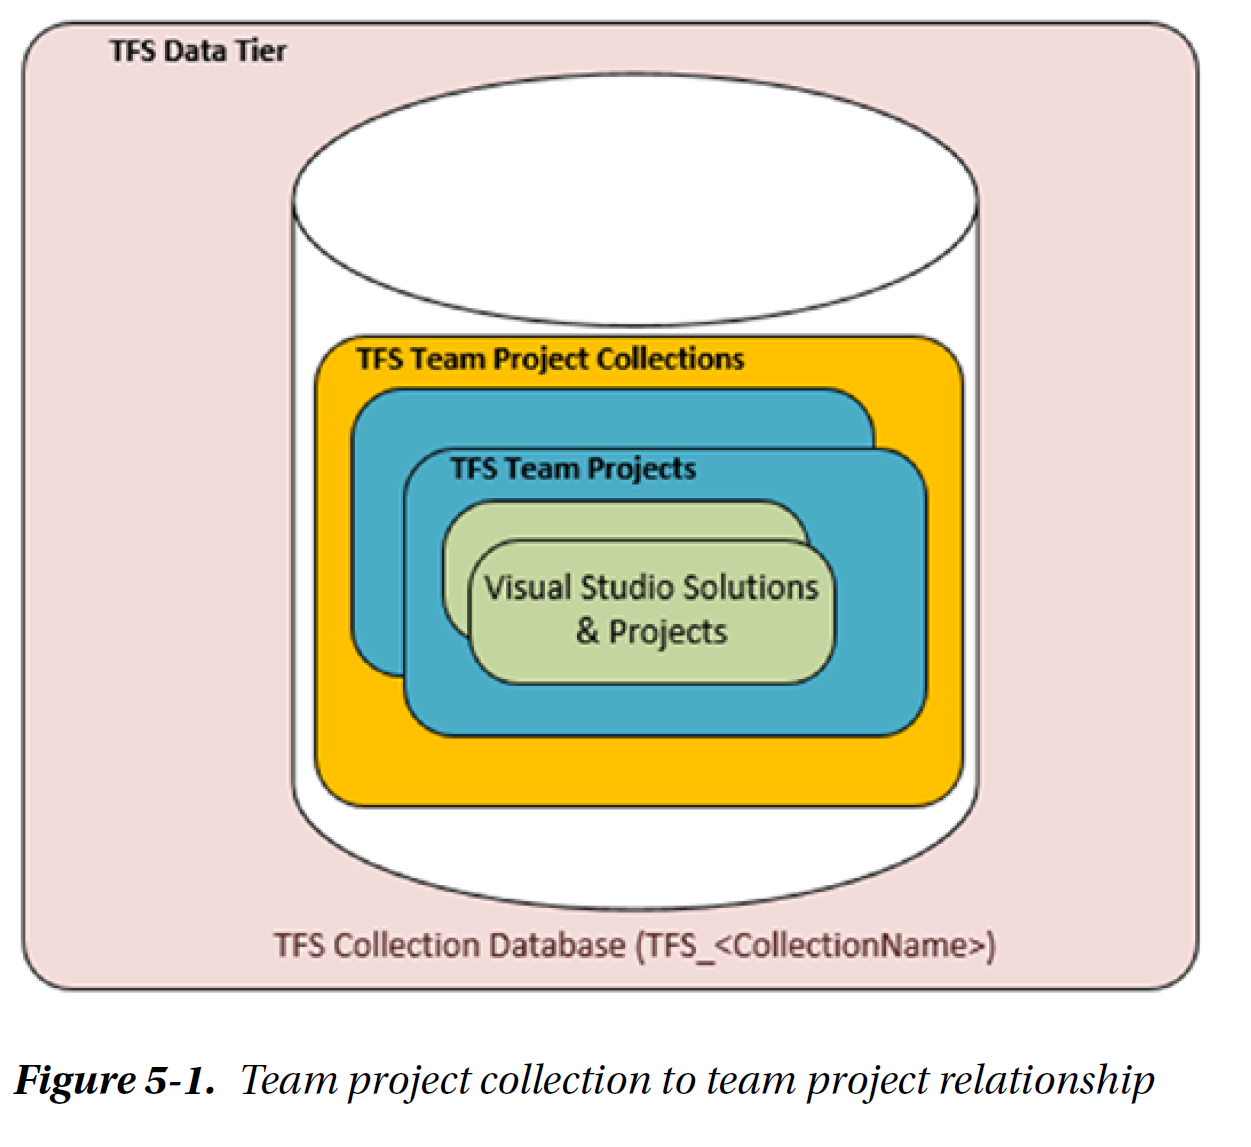 TFS Data Tier
TFS Team Project Collections
TFS Team Projects
Visual Studio Solutions
& Projects
TFS Collection Database (TFS_<CollectionName>)
Figure 5-1. Team project collection to team project relationship